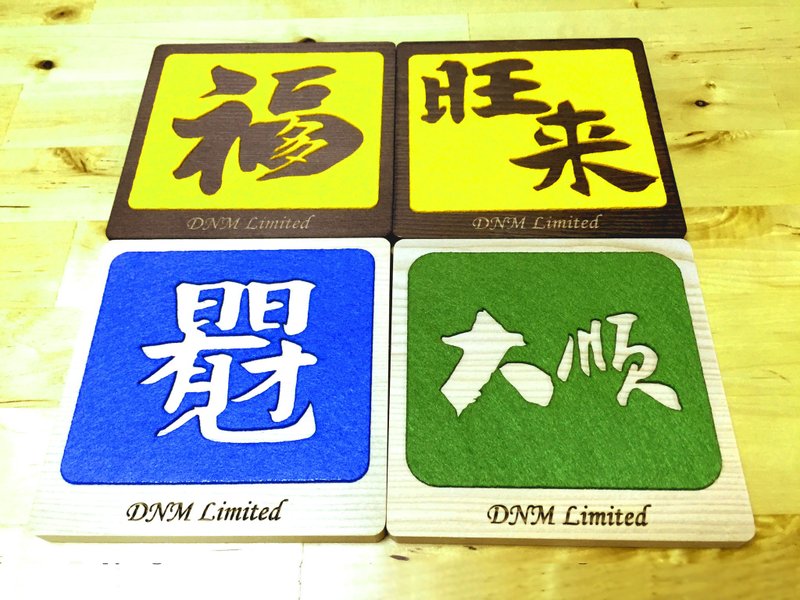 福
DNM Limited
旺
来
DNM Limited
DNM Limited
大顺
DNM Limited